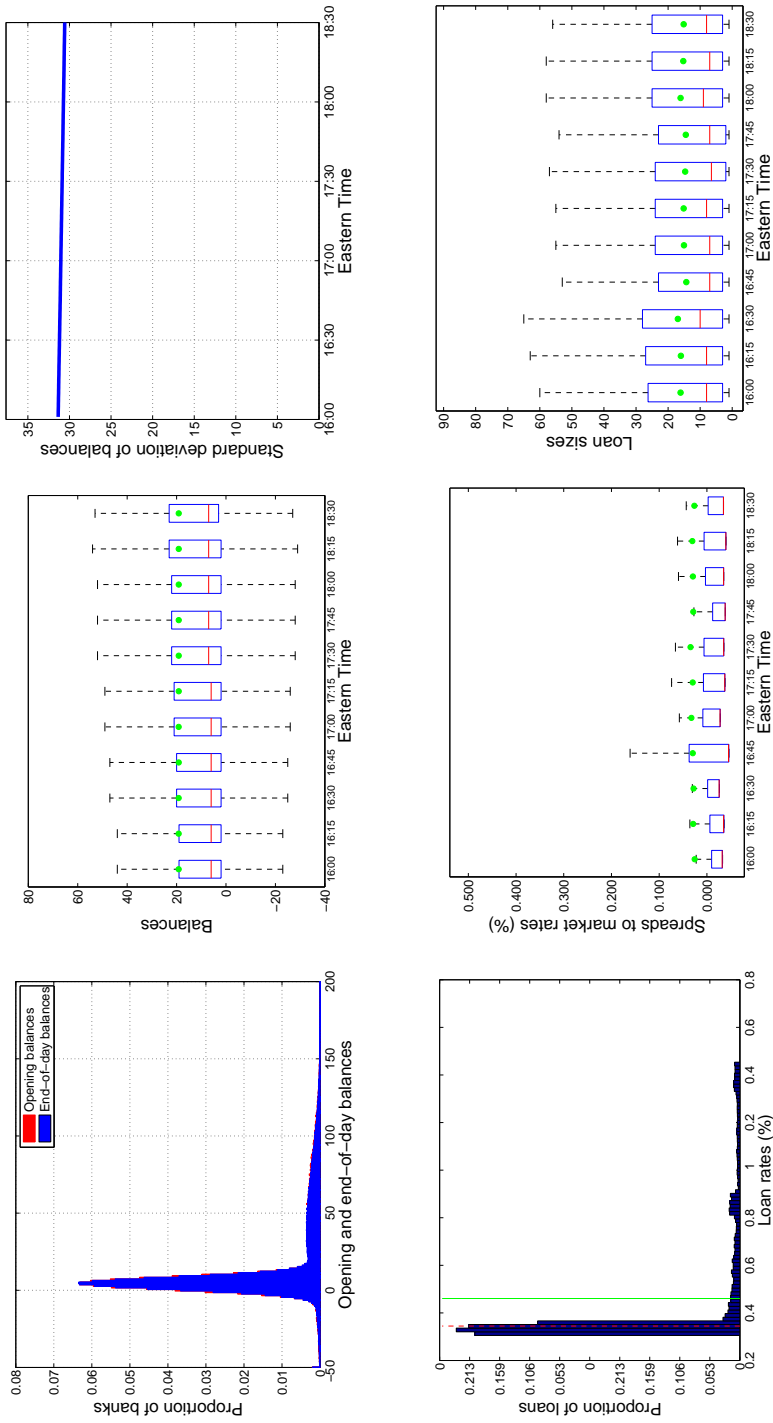 0.08
0.07
0.06
0.05
0.04
0.03
0.02
0.01
0
Proportion of banks
Opening balances
End−of−day balances
−50 0 50 100 150 200
Opening and end−of−day balances
80
60
40
20
0
−20
−40
Balances
16:00 16:15 16:30 16:45 17:00 17:15 17:30 17:45 18:00 18:15 18:30
Eastern Time
35
30
25
20
15
10
5
0
Standard deviation of balances
16:00 16:30 17:00 17:30 18:00 18:30
Eastern Time
0
0.213
0.159
0.106
0.053
0
0.213
0.159
0.106
0.053
0
Proportion of loans
0.2 0.4 0.6 0.8 1 0.2 0.4 0.6 0.8
Loan rates (%)
0.500
0.400
0.300
0.200
0.100
0.000
Spreads to market rates (%)
16:00 16:15 16:30 16:45 17:00 17:15 17:30 17:45 18:00 18:15 18:30
Eastern Time
90
80
70
60
50
40
30
20
10
0
Loan sizes
16:00 16:15 16:30 16:45 17:00 17:15 17:30 17:45 18:00 18:15 18:30
Eastern Time